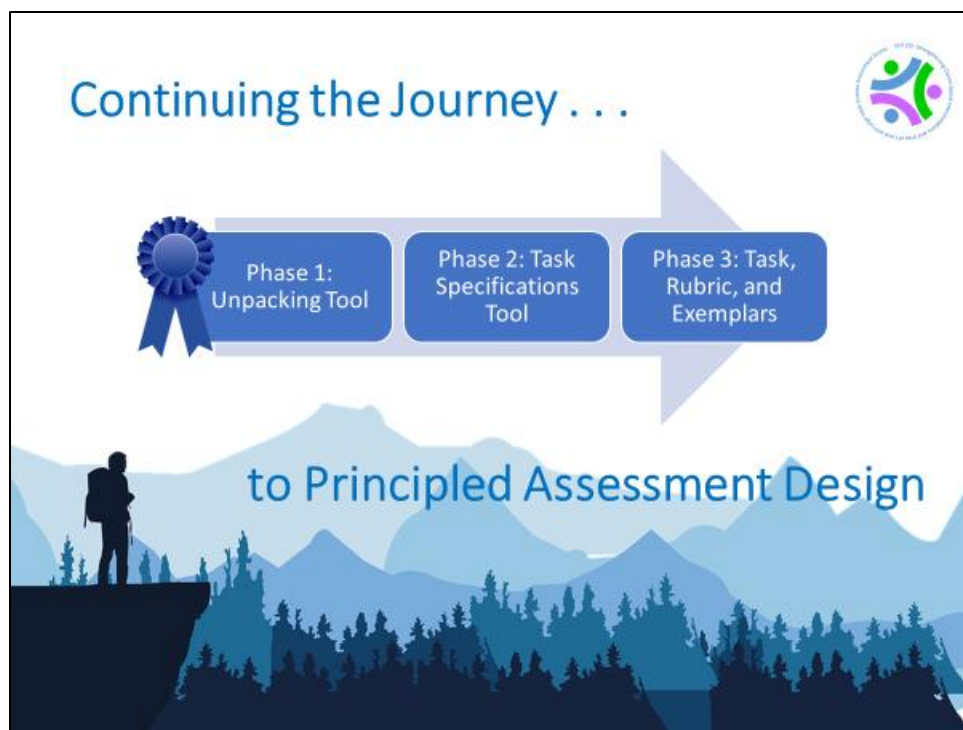 Continuing the Journey . . .
Phase 1:
Unpacking Tool
Phase 2: Task
Specifications
Tool
Phase 3: Task,
Rubric, and
Exemplars
to Principled Assessment Design